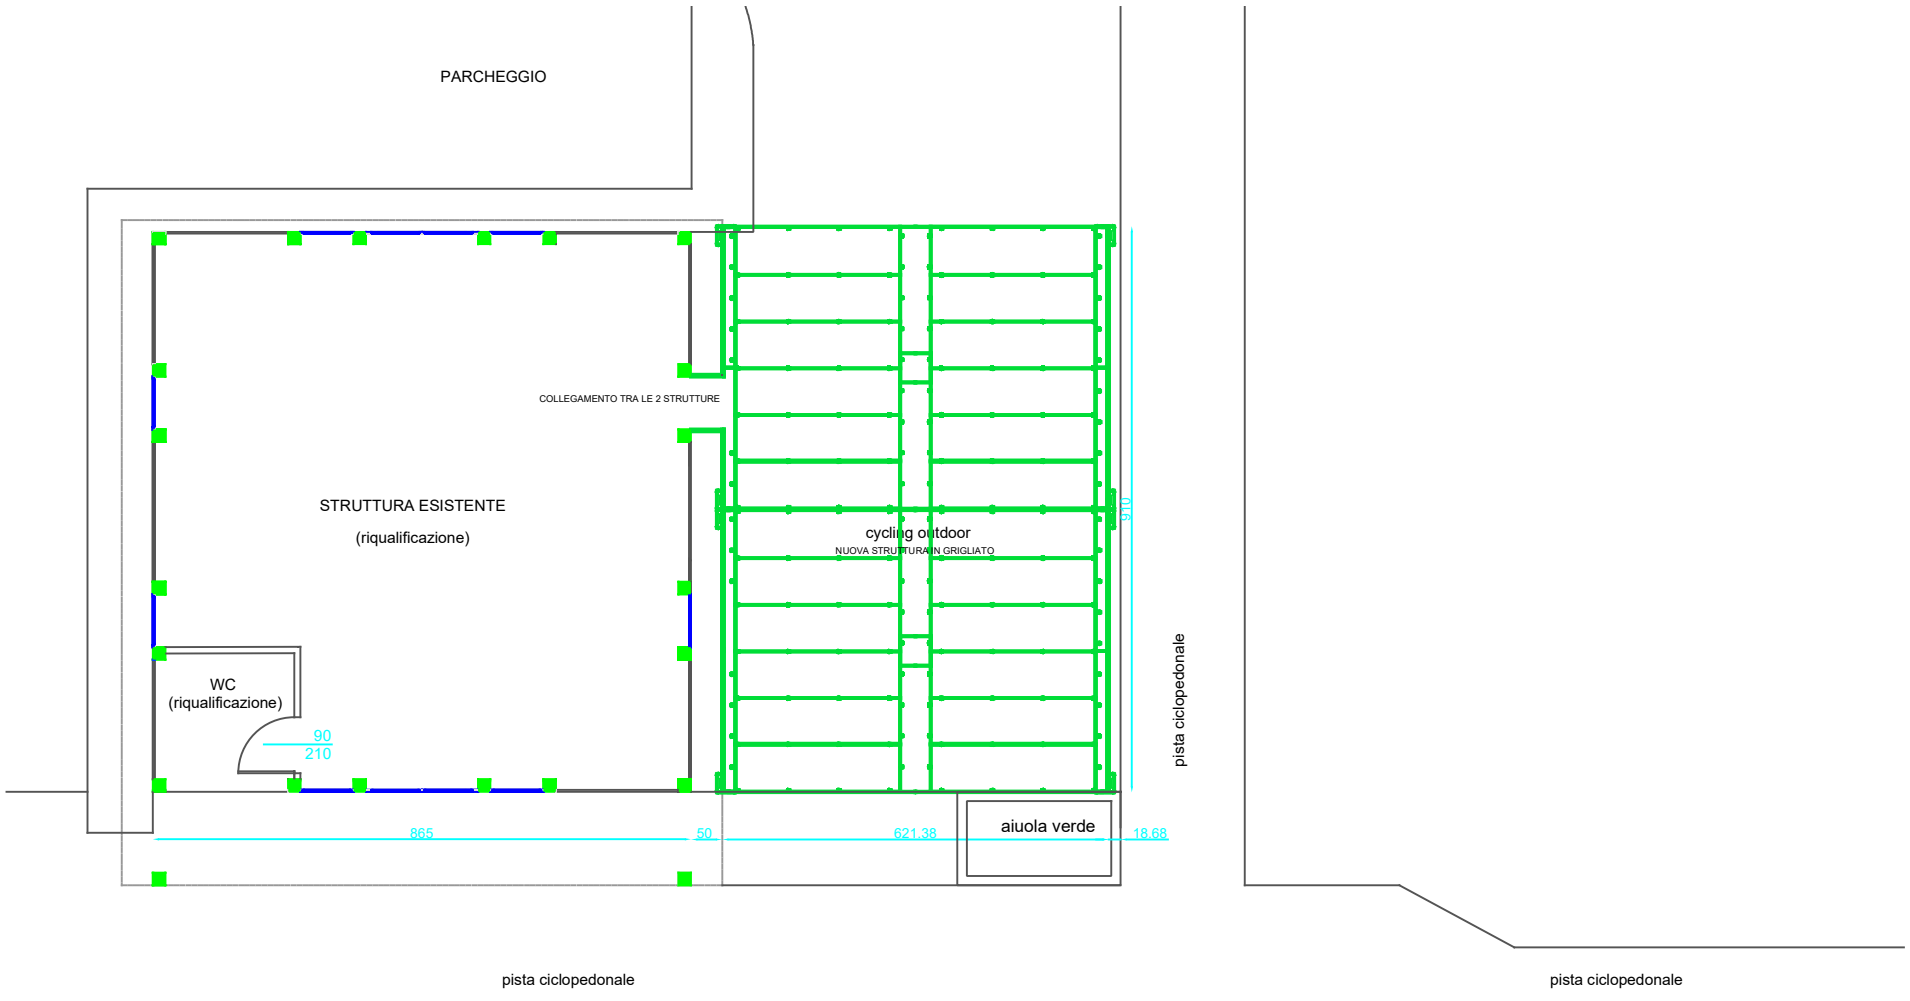 PARCHEGGIO
COLLEGAMENTO TRA LE 2 STRUTTURE
STRUTTURA ESISTENTE
(riqualificazione)
cycling outdoor
NUOVA STRUTTURA IN GRIGLIATO
910
pista ciclopedonale
WC
(riqualificazione)
90
210
865
50
621.38
aiuola verde
18.68
pista ciclopedonale
pista ciclopedonale